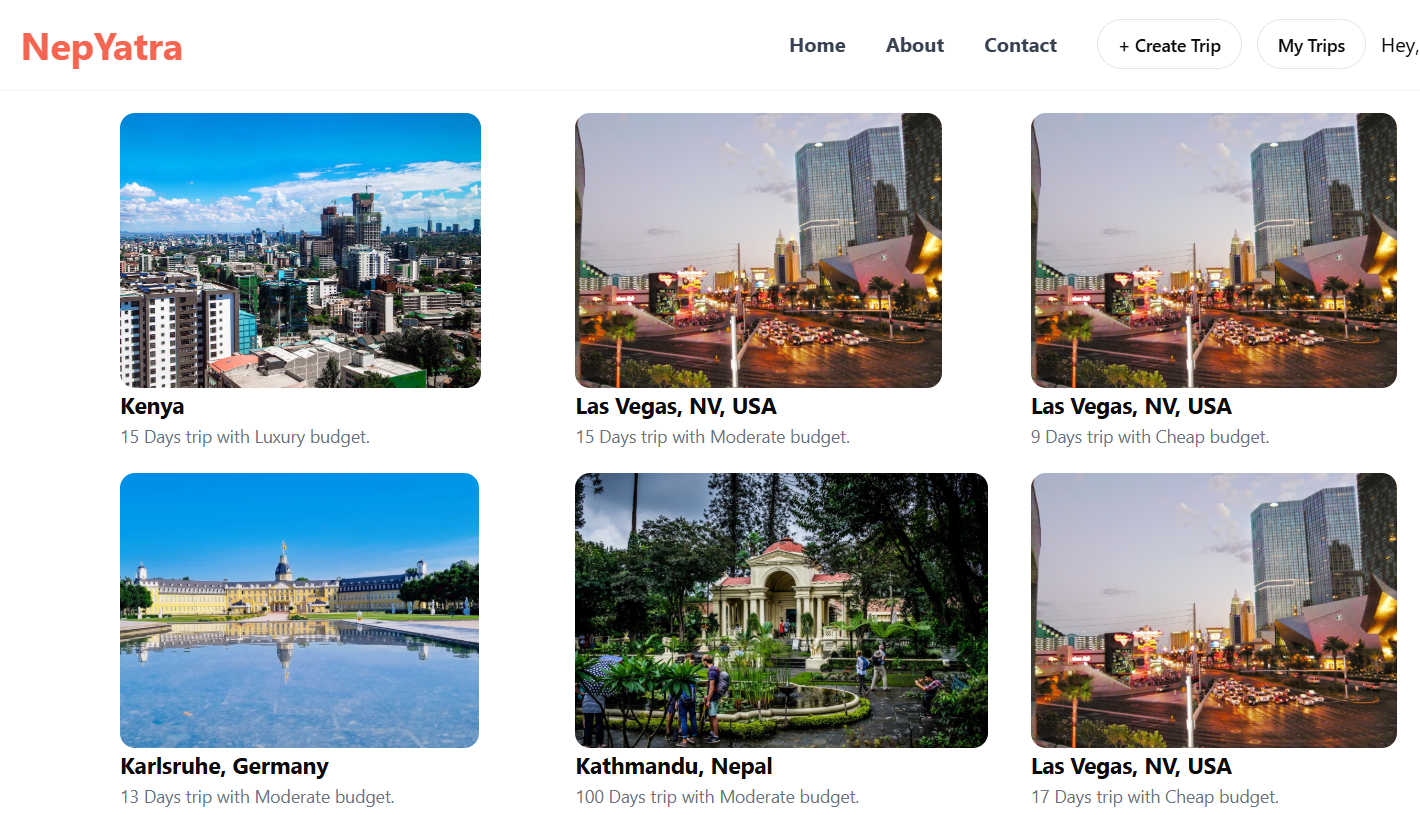 NepYatra
Home About Contact + Create Trip My Trips Hey,
Kenya
15 Days trip with Luxury budget.
Las Vegas, NV, USA
15 Days trip with Moderate budget.
Las Vegas, NV, USA
9 Days trip with Cheap budget.
Karlsruhe, Germany
13 Days trip with Moderate budget.
Kathmandu, Nepal
100 Days trip with Moderate budget.
Las Vegas, NV, USA
17 Days trip with Cheap budget.